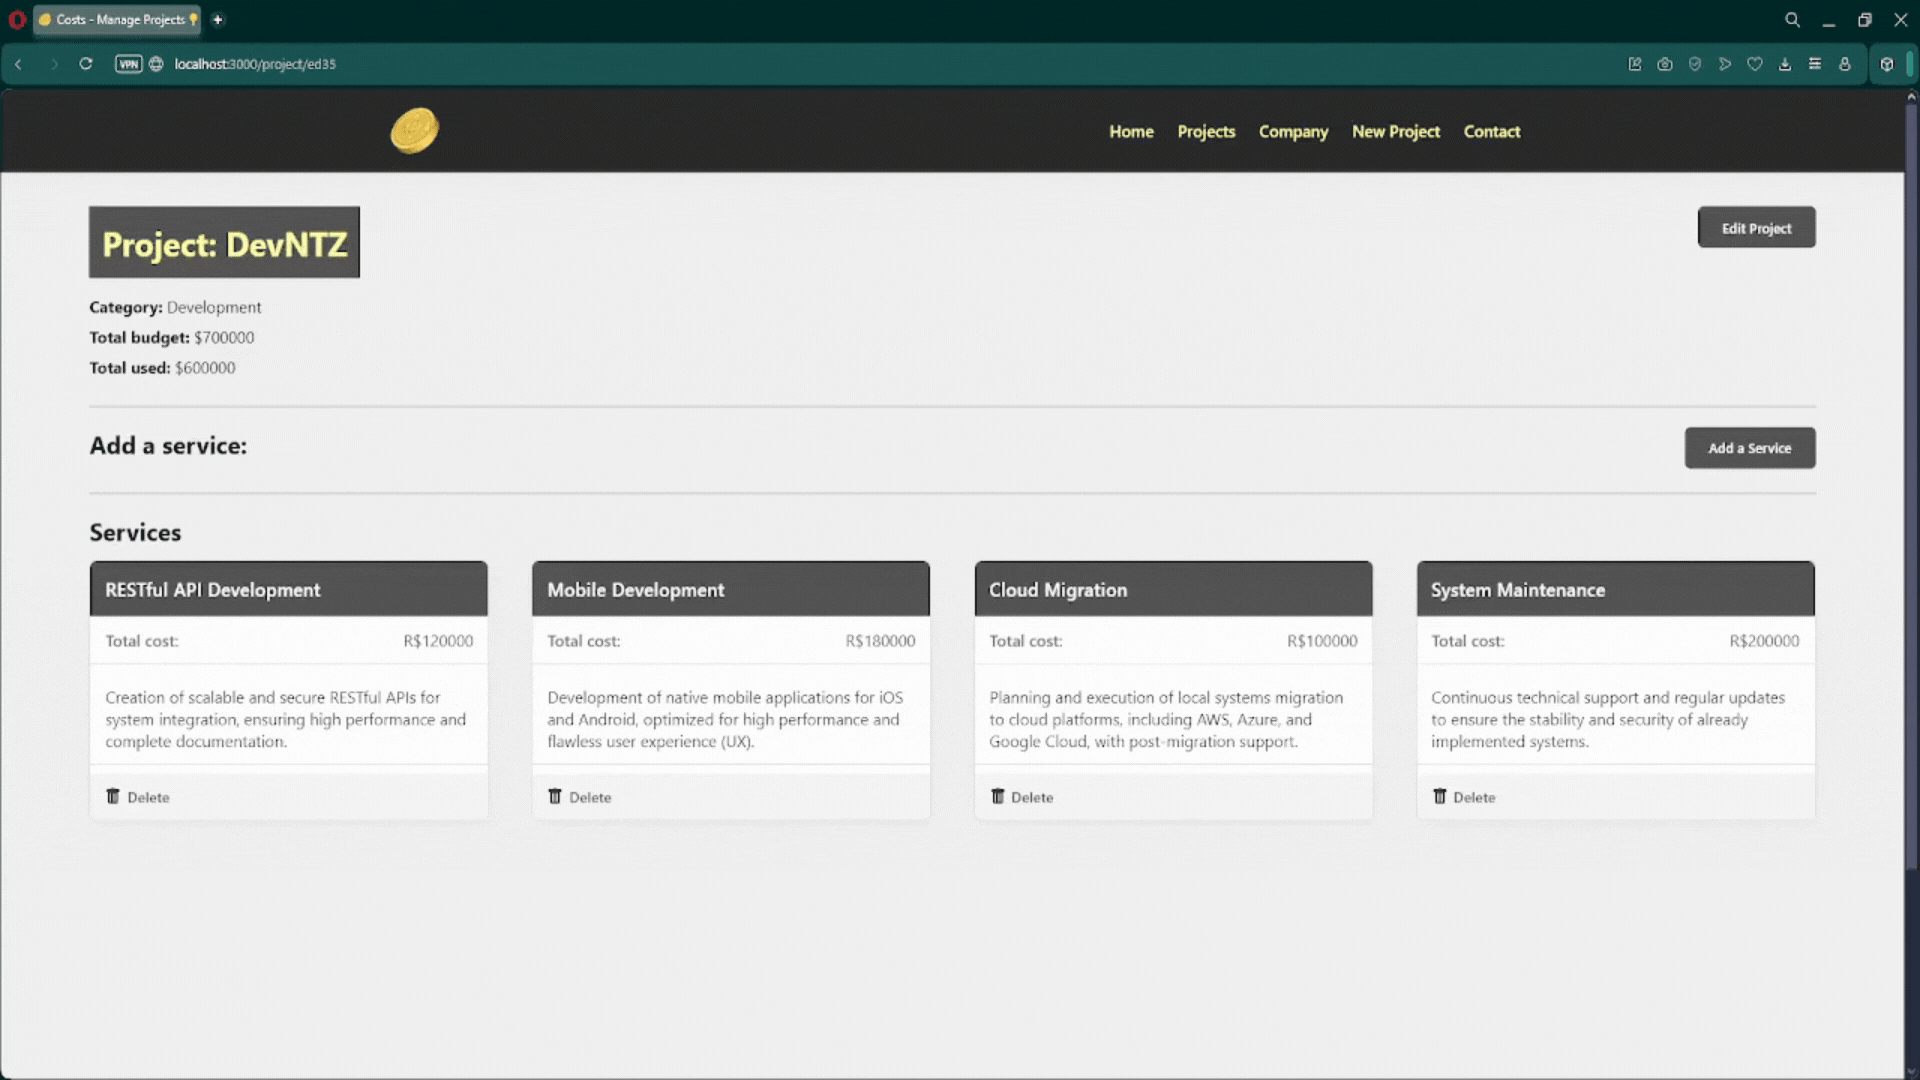 Costs - Manage Projects
VPN localhost:3000/project/ed35
Home Projects Company New Project Contact
Project: DevNTZ
Edit Project
Category: Development
Total budget: $700000
Total used: $600000
Add a service:
Add a Service
Services
RESTful API Development
Total cost: R$120000
Creation of scalable and secure RESTful APIs for
system integration, ensuring high performance and
complete documentation.
Delete
Mobile Development
Total cost: R$180000
Development of native mobile applications for iOS
and Android, optimized for high performance and
flawless user experience (UX).
Delete
Cloud Migration
Total cost: R$100000
Planning and execution of local systems migration
to cloud platforms, including AWS, Azure, and
Google Cloud, with post-migration support.
Delete
System Maintenance
Total cost: R$200000
Continuous technical support and regular updates
to ensure the stability and security of already
implemented systems.
Delete